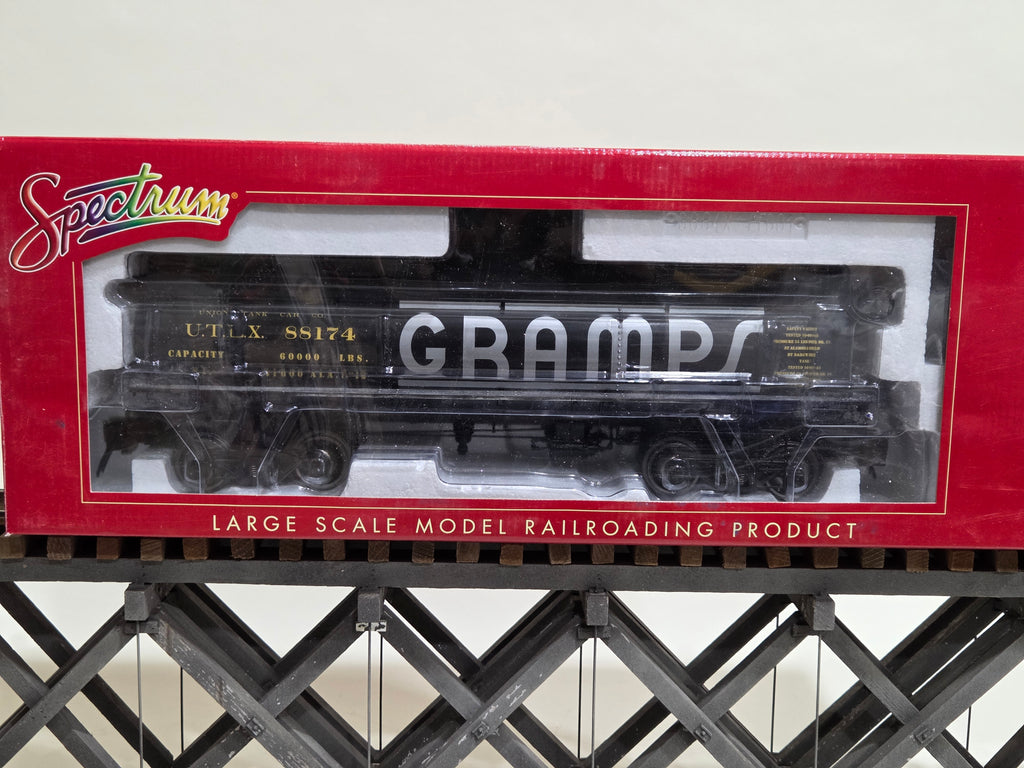 Spectrum®
UNION TANK CAR CO.
U.T.L.X. 88174
CAPACITY 60000 LBS.
GRAMPS
LARGE SCALE MODEL RAILROADING PRODUCT